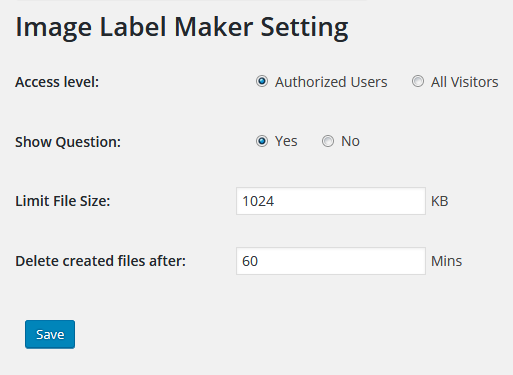 Image Label Maker Setting
Access level: Authorized Users All Visitors
Show Question: Yes No
Limit File Size: 1024 KB
Delete created files after: 60 Mins
Save